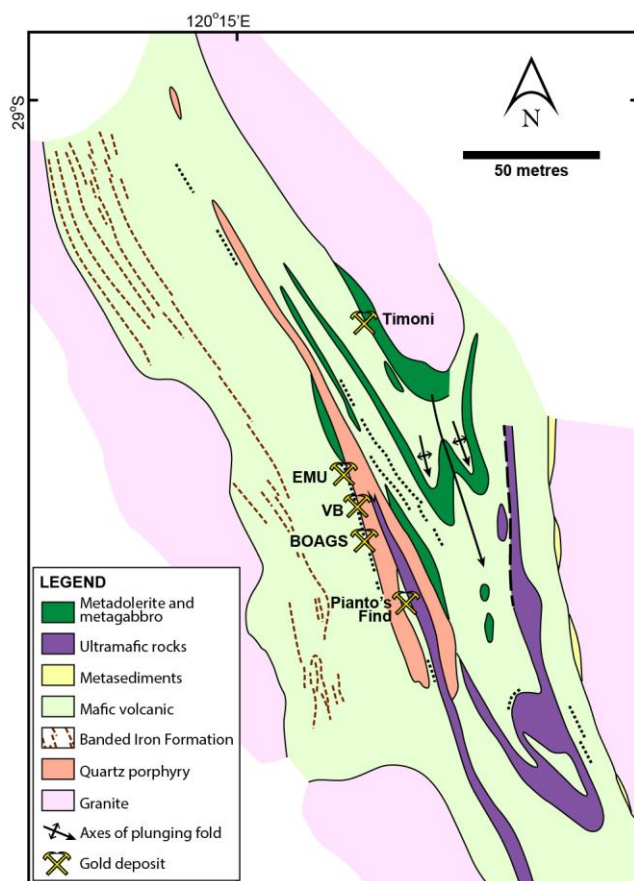 120°15'E
29°S
N
50 metres
Timoni
EMU
VB
BOAGS
Pianto's
Find
LEGEND
Metadolerite and
metagabbro
Ultramafic rocks
Metasediments
Mafic volcanic
Banded Iron Formation
Quartz porphyry
Granite
Axes of plunging fold
Gold deposit